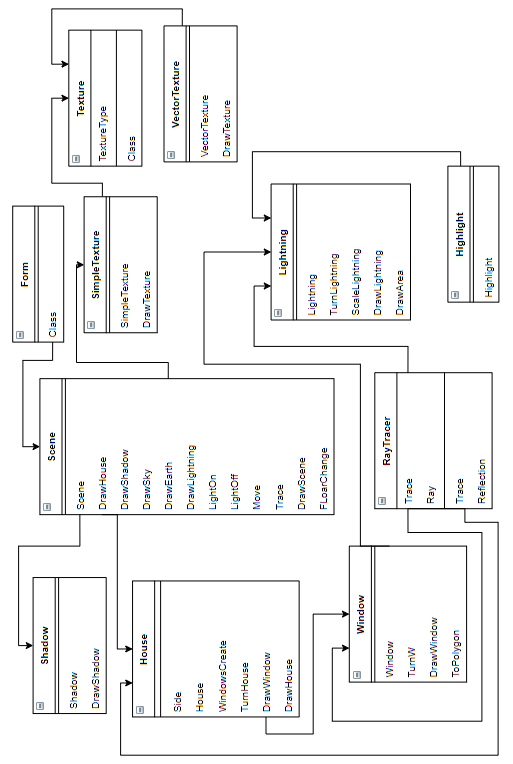 Texture
TextureType
Class
VectorTexture
VectorTexture
DrawTexture
Form
Class
SimpleTexture
SimpleTexture
DrawTexture
Lightning
Lightning
TurnLightning
ScaleLightning
DrawLightning
DrawArea
Highlight
Highlight
Scene
Scene
DrawHouse
DrawShadow
DrawSky
DrawEarth
DrawLightning
LightOn
LightOff
Move
Trace
DrawScene
FLoarChange
RayTracer
Trace
Ray
Trace
Reflection
Shadow
Shadow
DrawShadow
House
Side
House
WindowsCreate
TurnHouse
DrawWindow
DrawHouse
Window
Window
TurnW
DrawWindow
ToPolygon